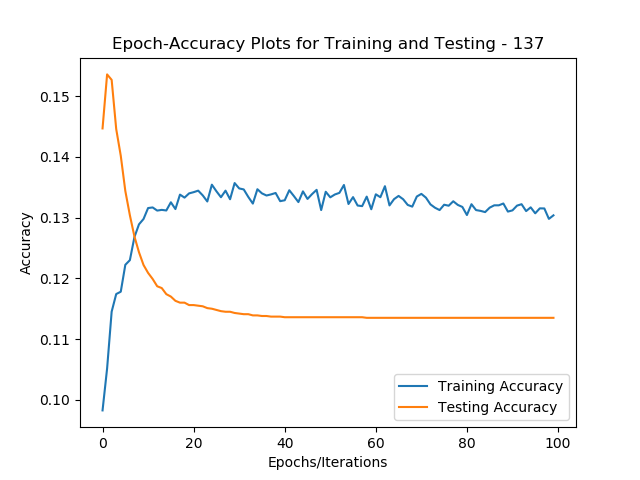 Epoch-Accuracy Plots for Training and Testing - 137
0.15
0.14
0.13
0.12
0.11
0.10
Accuracy
0
20
40
60
80
100
Epochs/Iterations
Training Accuracy
Testing Accuracy